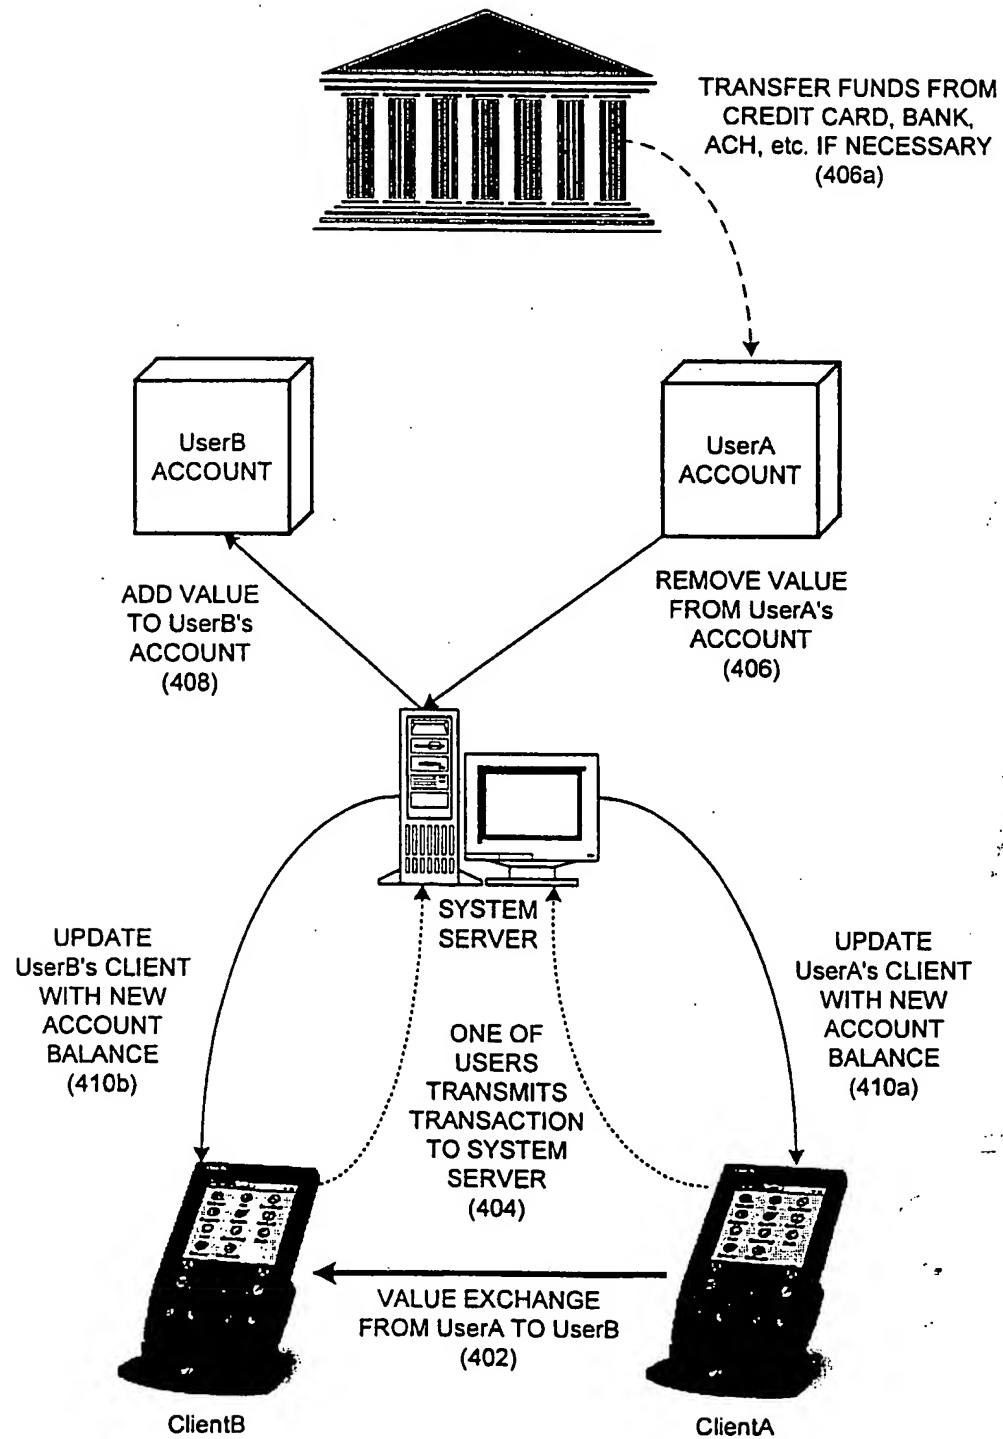 TRANSFER FUNDS FROM
CREDIT CARD, BANK,
ACH, etc. IF NECESSARY
(406a)
UserB
ACCOUNT
UserA
ACCOUNT
ADD VALUE
TO UserB's
ACCOUNT
(408)
REMOVE VALUE
FROM UserA's
ACCOUNT
(406)
SYSTEM
SERVER
UPDATE
UserB's CLIENT
WITH NEW
ACCOUNT
BALANCE
(410b)
ONE OF
USERS
TRANSMITS
TRANSACTION
TO SYSTEM
SERVER
(404)
UPDATE
UserA's CLIENT
WITH NEW
ACCOUNT
BALANCE
(410a)
VALUE EXCHANGE
FROM UserA TO UserB
(402)
ClientB
ClientA